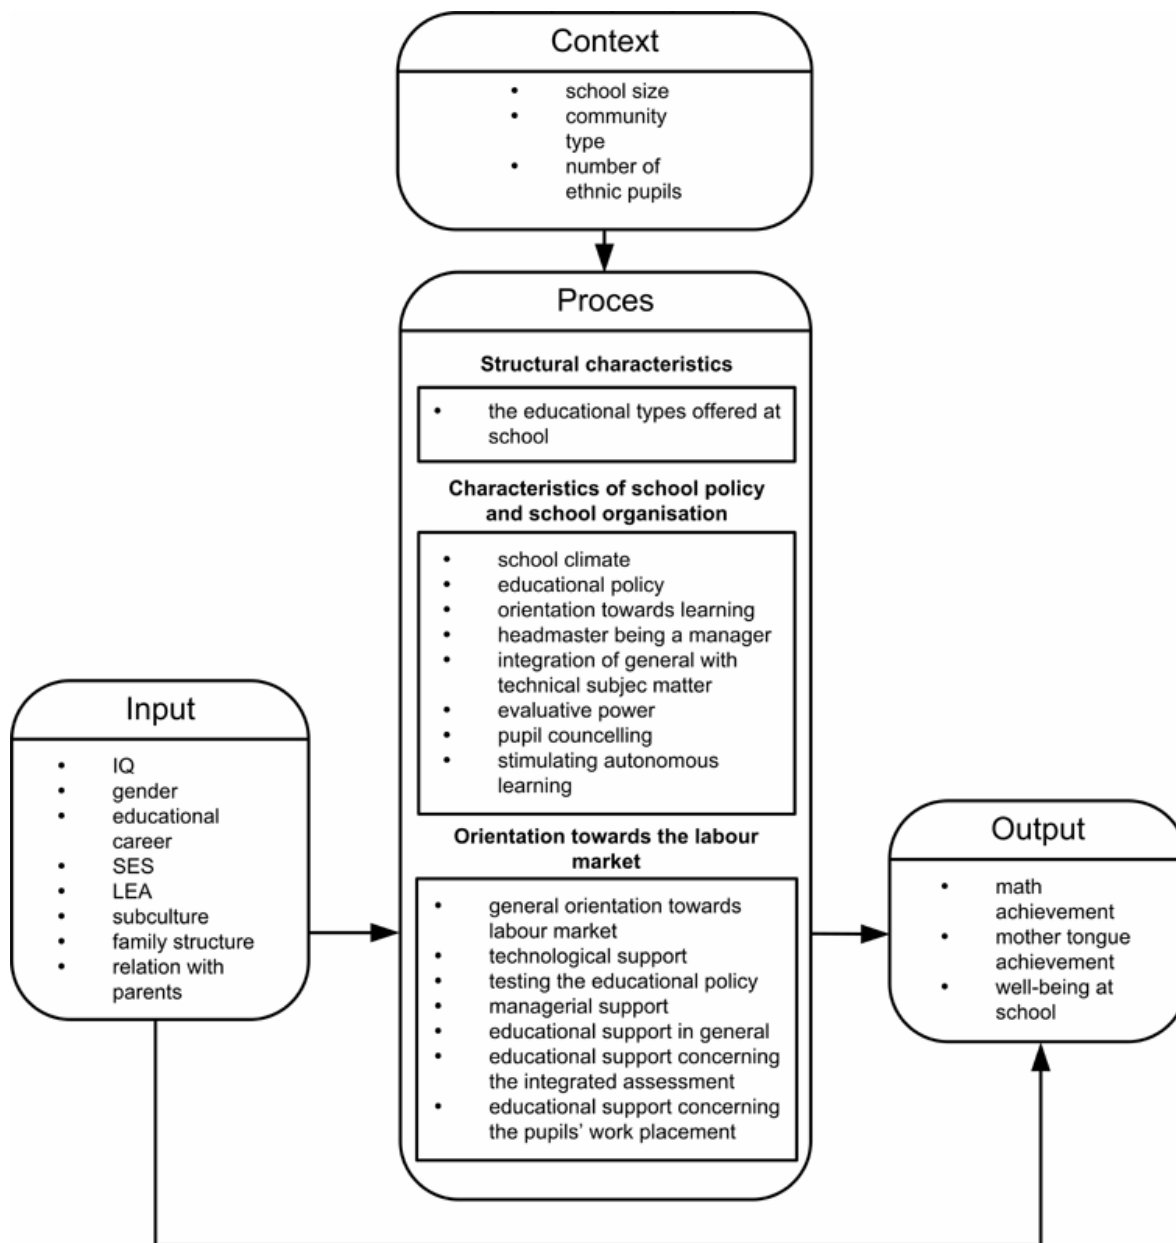 Context
• school size
• community
type
• number of
ethnic pupils
Proces
Structural characteristics
• the educational types offered at
school
Characteristics of school policy
and school organisation
• school climate
• educational policy
• orientation towards learning
• headmaster being a manager
• integration of general with
technical subjec matter
• evaluative power
• pupil councelling
• stimulating autonomous
learning
Orientation towards the labour
market
• general orientation towards
labour market
• technological support
• testing the educational policy
• managerial support
• educational support in general
• educational support concerning
the integrated assessment
• educational support concerning
the pupils' work placement
Input
• IQ
• gender
• educational
career
• SES
• LEA
• subculture
• family structure
• relation with
parents
Output
• math
achievement
• mother tongue
achievement
• well-being at
school